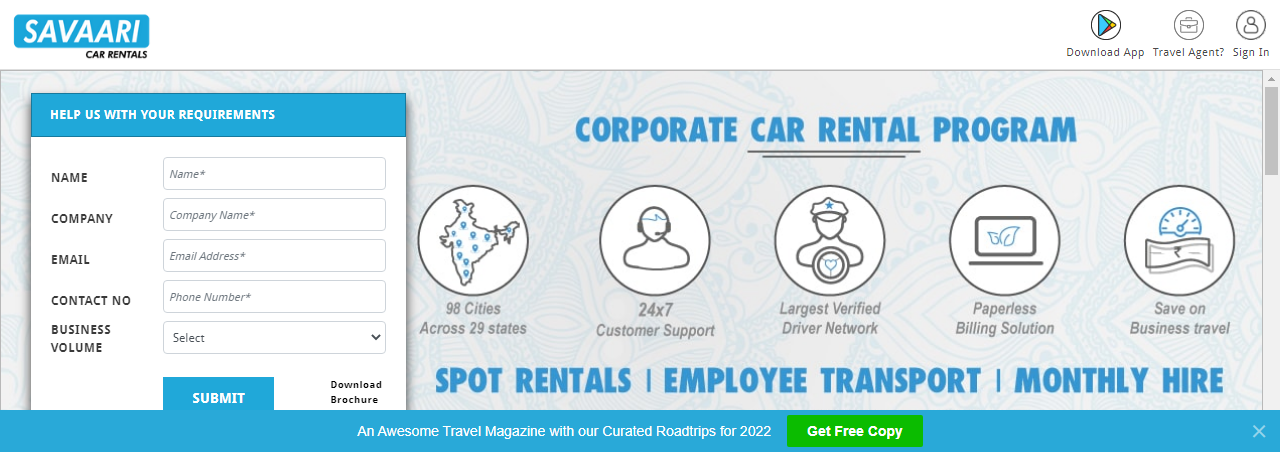 SAVAARI
CAR RENTALS
Download App
Travel Agent?
Sign In
HELP US WITH YOUR REQUIREMENTS
NAME
Name*
COMPANY
Company Name*
EMAIL
Email Address*
CONTACT NO
Phone Number*
BUSINESS
VOLUME
Select
SUBMIT
Download
Brochure
CORPORATE CAR RENTAL PROGRAM
98 Cities
Across 29 states
24x7
Customer Support
Largest Verified
Driver Network
Paperless
Billing Solution
₹
Save on
Business travel
SPOT RENTALS | EMPLOYEE TRANSPORT | MONTHLY HIRE
An Awesome Travel Magazine with our Curated Roadtrips for 2022
Get Free Copy